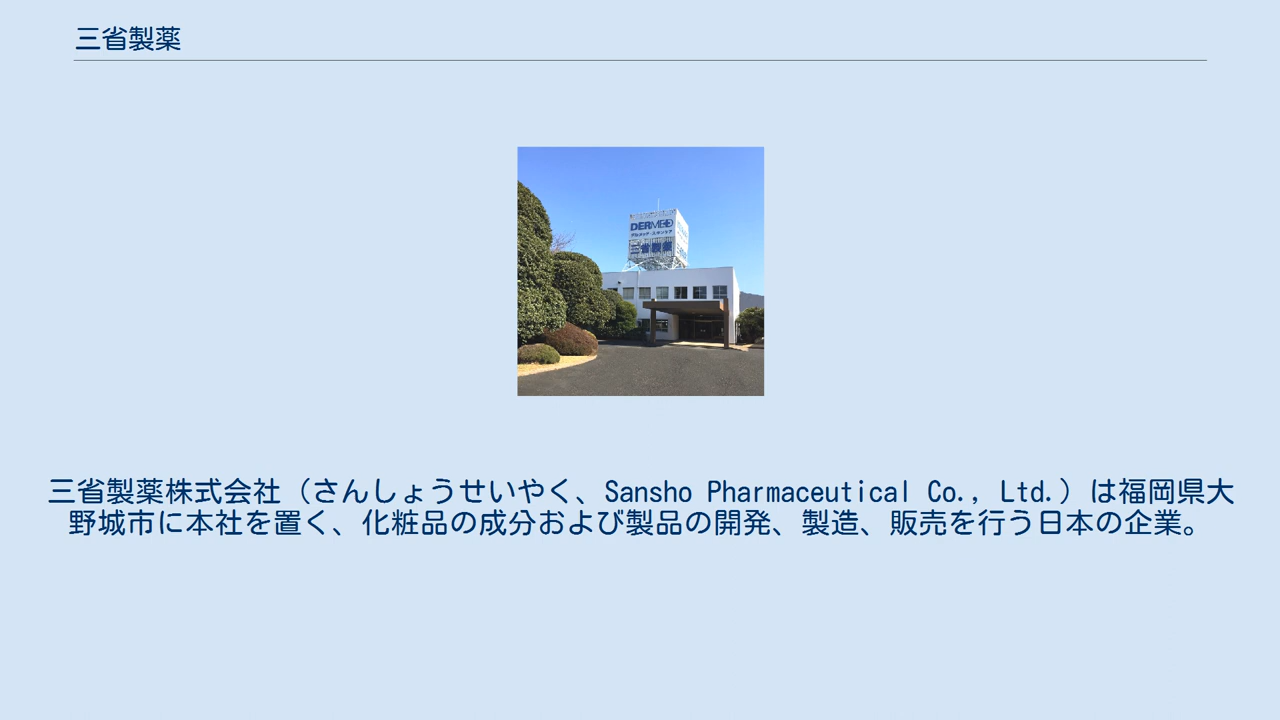 三省製薬
DERMED
三省製薬
三省製薬株式会社（さんしょうせいやく、Sansho Pharmaceutical Co., Ltd.）は福岡県大
野城市に本社を置く、化粧品の成分および製品の開発、製造、販売を行う日本の企業。